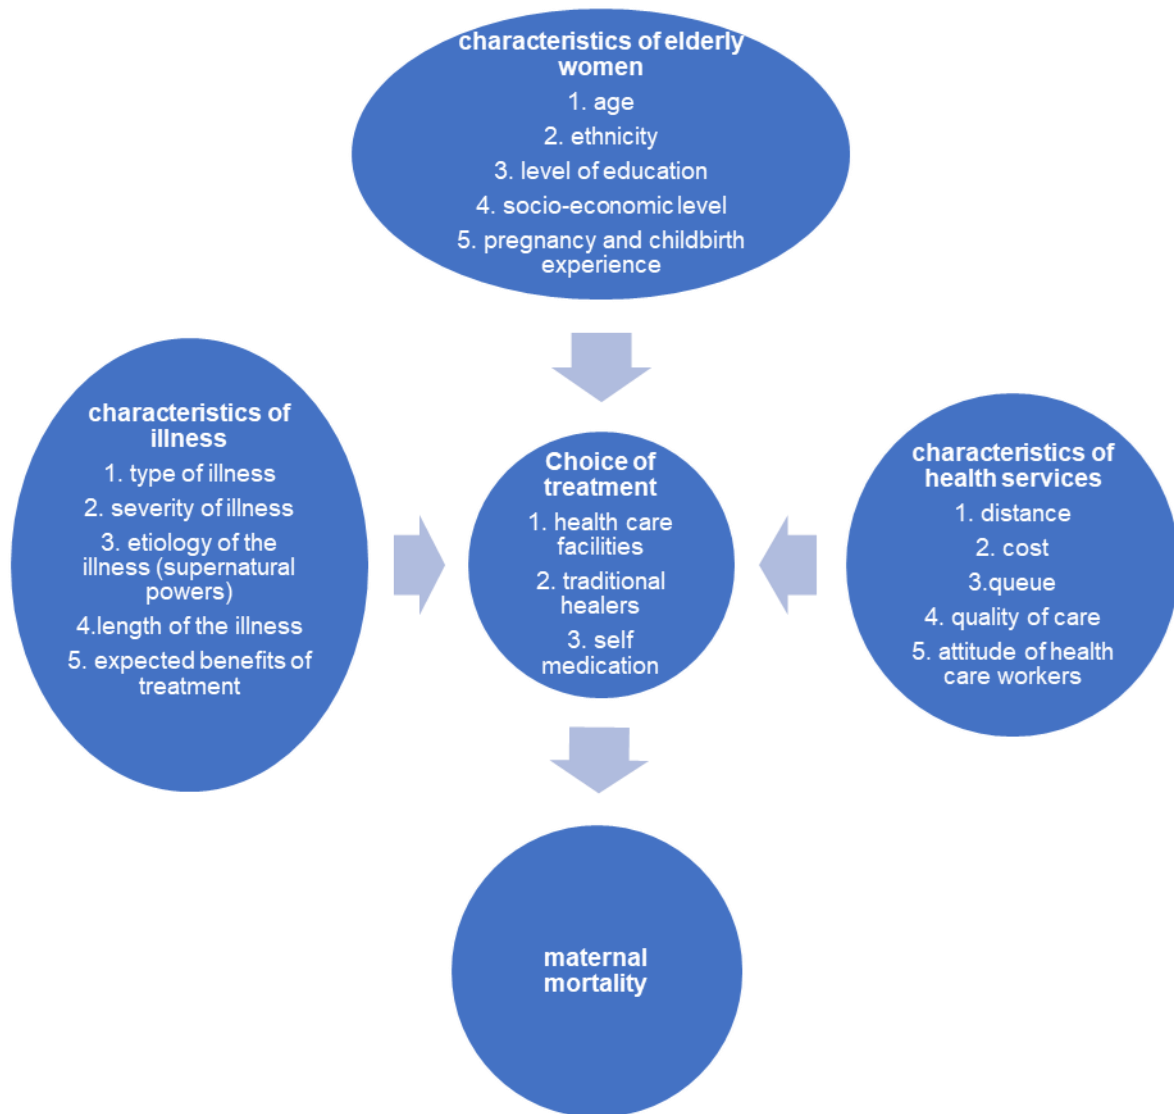 characteristics of elderly
women
1. age
2. ethnicity
3. level of education
4. socio-economic level
5. pregnancy and childbirth
experience
characteristics of
illness
1. type of illness
2. severity of illness
3. etiology of the
illness (supernatural
powers)
4.length of the illness
5. expected benefits of
treatment
Choice of
treatment
1. health care
facilities
2. traditional
healers
3. self
medication
characteristics of
health services
1. distance
2. cost
3.queue
4. quality of care
5. attitude of health
care workers
maternal
mortality